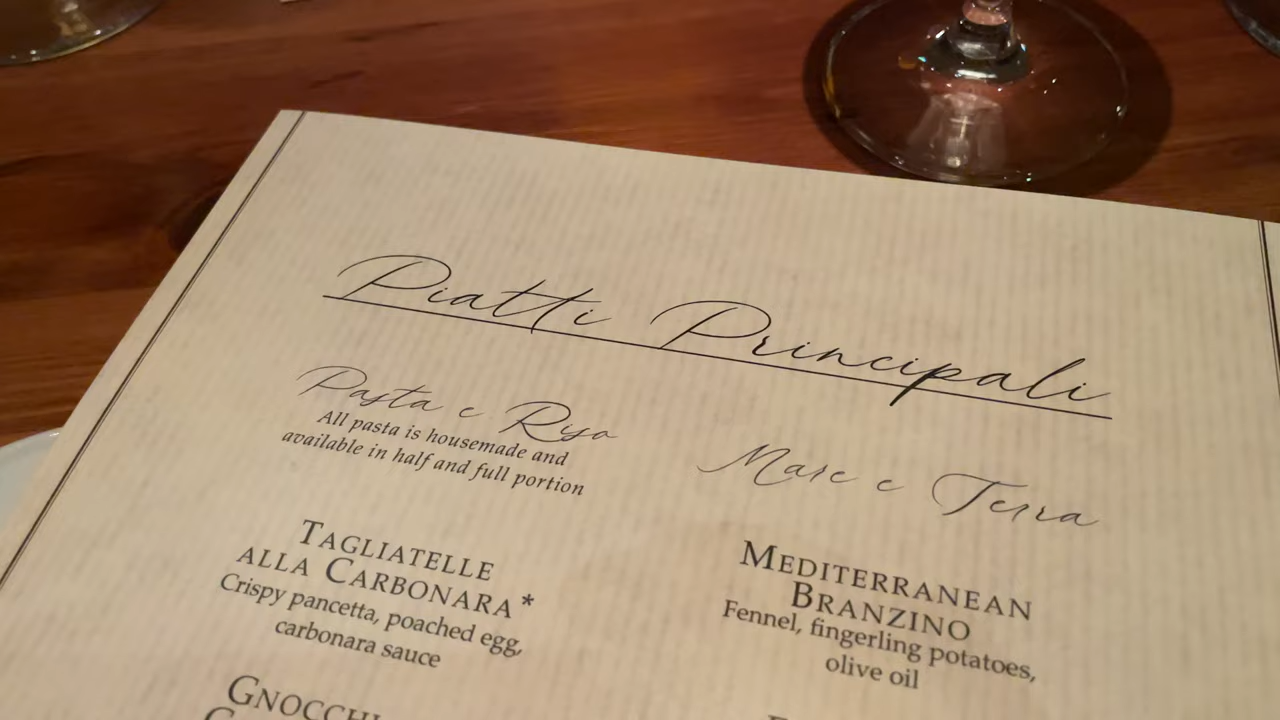 Piatti Principali
Pasta e Riso
All pasta is housemade and
available in half and full portion
TAGLIATELLE
ALLA CARBONARA*
Crispy pancetta, poached egg,
carbonara sauce
GNOCCHI
Mare e Terra
MEDITERRANEAN
BRANZINO
Fennel, fingerling potatoes,
olive oil